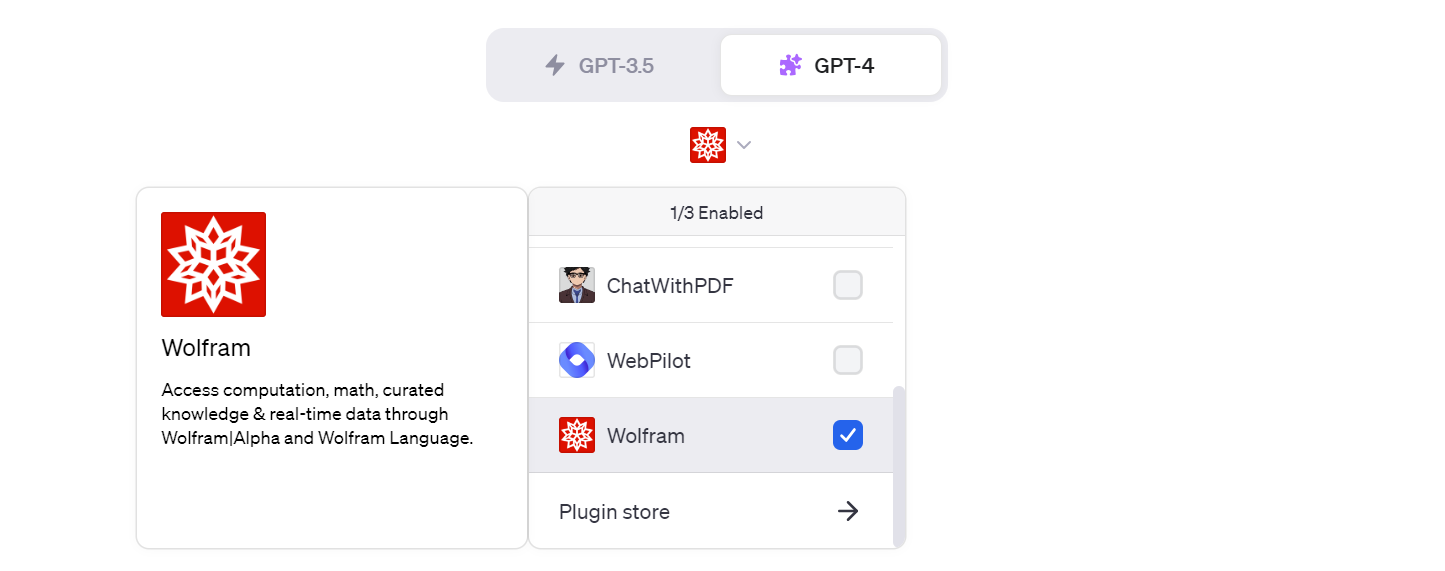 GPT-3.5
GPT-4
1/3 Enabled
Wolfram
Access computation, math, curated
knowledge & real-time data through
Wolfram|Alpha and Wolfram Language.
ChatWithPDF
WebPilot
Wolfram
Plugin store